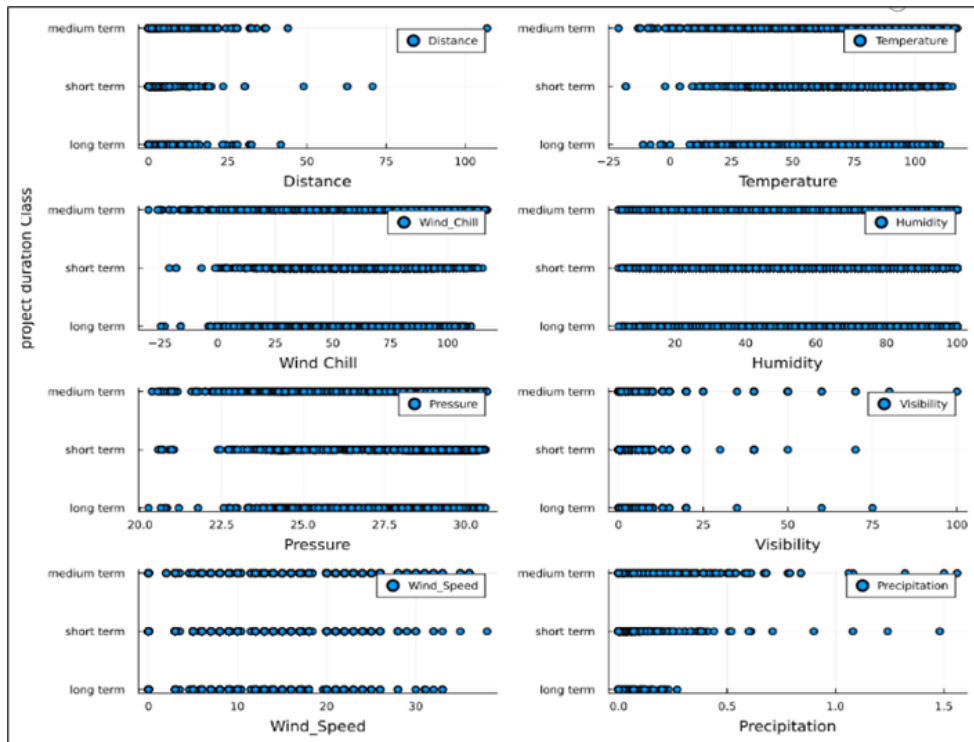 project duration Class
medium term
short term
long term
Distance
0 25 50 75 100
Distance
medium term
short term
long term
Temperature
−25 0 25 50 75 100
Temperature
medium term
short term
long term
Wind_Chill
−25 0 25 50 75 100
Wind Chill
medium term
short term
long term
Humidity
20 40 60 80 100
Humidity
medium term
short term
long term
Pressure
20.0 22.5 25.0 27.5 30.0
Pressure
medium term
short term
long term
Visibility
0 25 50 75 100
Visibility
medium term
short term
long term
Wind_Speed
0 10 20 30
Wind_Speed
medium term
short term
long term
Precipitation
0.0 0.5 1.0 1.5
Precipitation